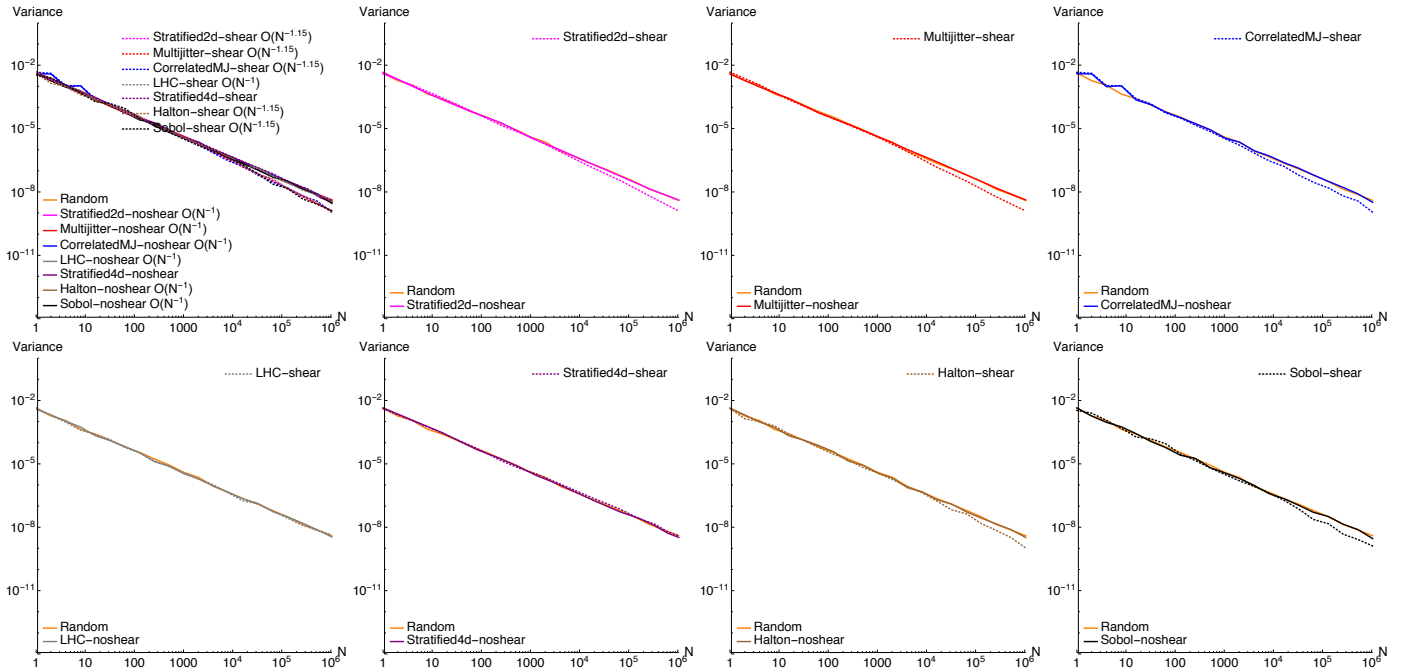 Variance
Stratified2d-shear O(N^-1.15)
Multijitter-shear O(N^-1.15)
CorrelatedMJ-shear O(N^-1.15)
LHC-shear O(N^-1)
Stratified4d-shear
Halton-shear O(N^-1.15)
Sobol-shear O(N^-1.15)
10^-2
10^-5
10^-8
10^-11
Random
Stratified2d-noshear O(N^-1)
Multijitter-noshear O(N^-1)
CorrelatedMJ-noshear O(N^-1)
LHC-noshear O(N^-1)
Stratified4d-noshear
Halton-noshear O(N^-1)
Sobol-noshear O(N^-1)
N
1 10 100 1000 10^4 10^5 10^6
Variance
Stratified2d-shear
10^-2
10^-5
10^-8
10^-11
Random
Stratified2d-noshear
N
1 10 100 1000 10^4 10^5 10^6
Variance
Multijitter-shear
10^-2
10^-5
10^-8
10^-11
Random
Multijitter-noshear
N
1 10 100 1000 10^4 10^5 10^6
Variance
CorrelatedMJ-shear
10^-2
10^-5
10^-8
10^-11
Random
CorrelatedMJ-noshear
N
1 10 100 1000 10^4 10^5 10^6
Variance
LHC-shear
10^-2
10^-5
10^-8
10^-11
Random
LHC-noshear
N
1 10 100 1000 10^4 10^5 10^6
Variance
Stratified4d-shear
10^-2
10^-5
10^-8
10^-11
Random
Stratified4d-noshear
N
1 10 100 1000 10^4 10^5 10^6
Variance
Halton-shear
10^-2
10^-5
10^-8
10^-11
Random
Halton-noshear
N
1 10 100 1000 10^4 10^5 10^6
Variance
Sobol-shear
10^-2
10^-5
10^-8
10^-11
Random
Sobol-noshear
N
1 10 100 1000 10^4 10^5 10^6